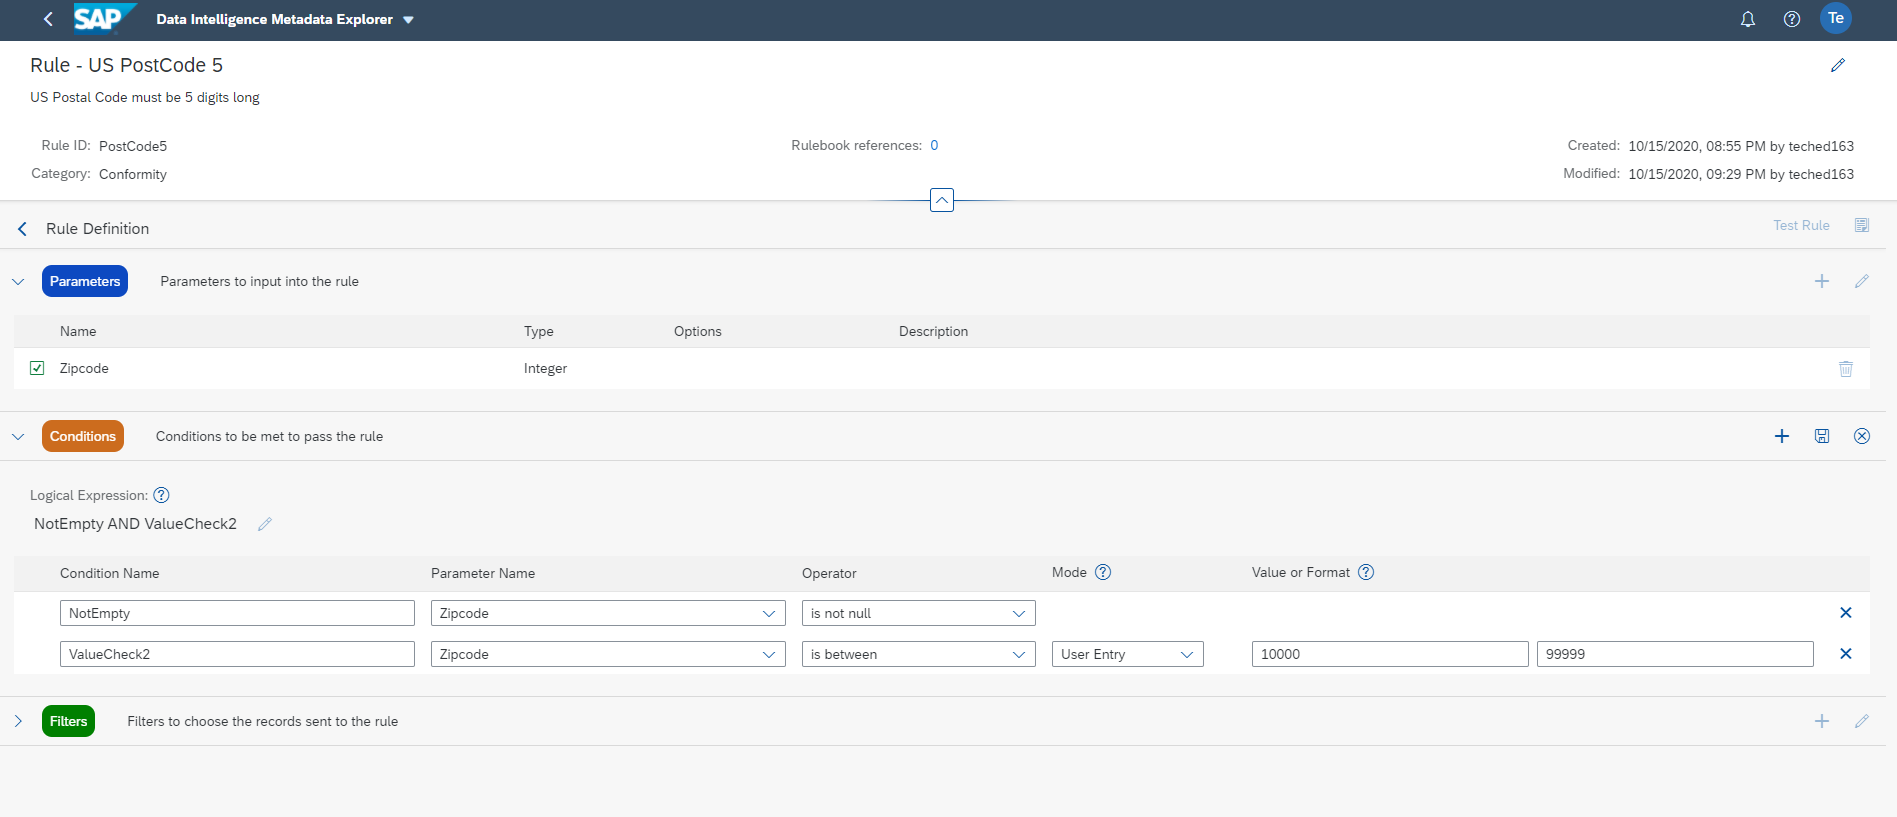 SAP Data Intelligence Metadata Explorer Te
Rule - US PostCode 5
US Postal Code must be 5 digits long
Rule ID: PostCode5 Rulebook references: 0 Created: 10/15/2020, 08:55 PM by teched163
Category: Conformity Modified: 10/15/2020, 09:29 PM by teched163
Rule Definition Test Rule
Parameters Parameters to input into the rule
Name Type Options Description
Zipcode Integer
Conditions Conditions to be met to pass the rule
Logical Expression: ?
NotEmpty AND ValueCheck2
Condition Name Parameter Name Operator Mode ? Value or Format ?
NotEmpty Zipcode is not null
ValueCheck2 Zipcode is between User Entry 10000 99999
Filters Filters to choose the records sent to the rule